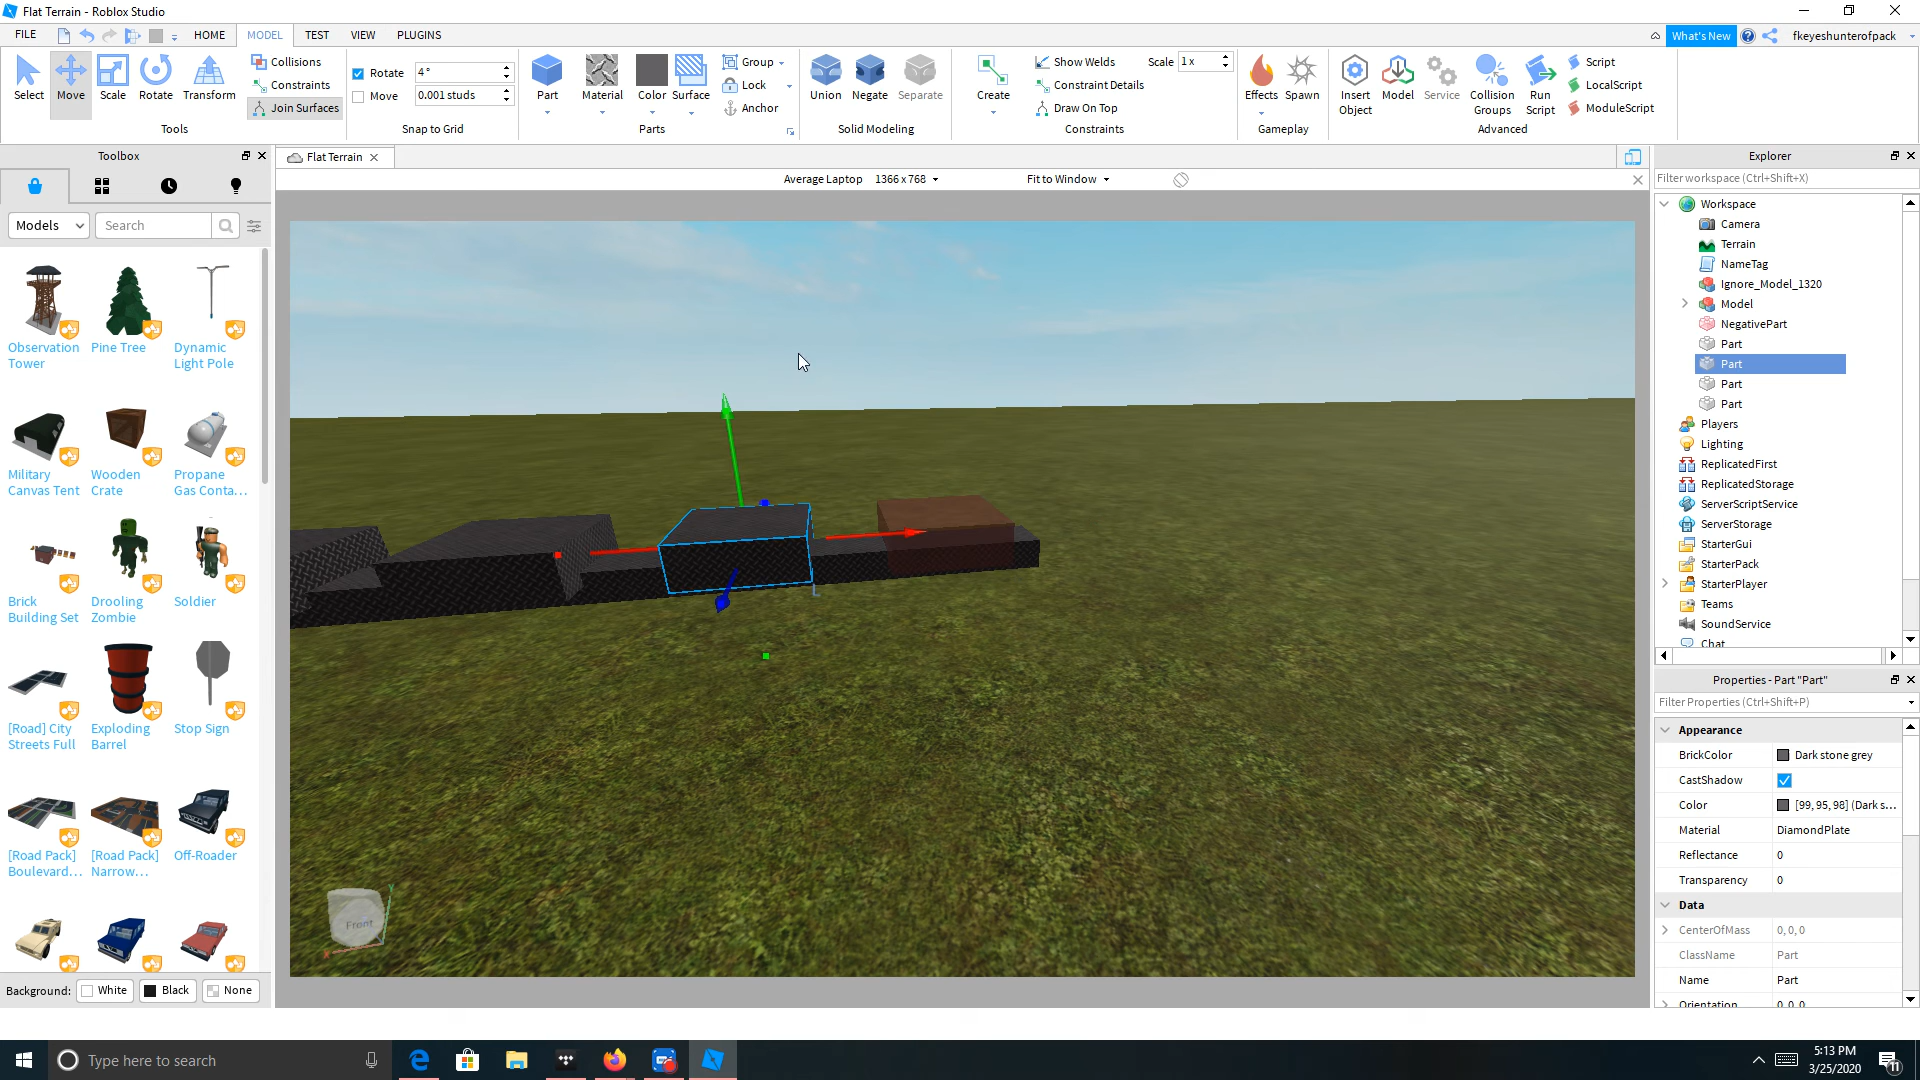 Flat Terrain - Roblox Studio
FILE
HOME
MODEL
TEST
VIEW
PLUGINS
What's New
fkeyeshunterofpack
Select
Move
Scale
Rotate
Transform
Collisions
Constraints
Join Surfaces
Tools
Rotate
4 °
Move
0.001 studs
Snap to Grid
Part
Material
Color
Surface
Group
Lock
Anchor
Parts
Union
Negate
Separate
Solid Modeling
Create
Show Welds
Scale
1 x
Constraint Details
Draw On Top
Constraints
Effects
Spawn
Gameplay
Insert Object
Model
Service
Collision Groups
Run Script
Script
LocalScript
ModuleScript
Advanced
Toolbox
Models
Search
Observation Tower
Pine Tree
Dynamic Light Pole
Military Canvas Tent
Wooden Crate
Propane Gas Conta...
Brick Building Set
Drooling Zombie
Soldier
[Road] City Streets Full
Exploding Barrel
Stop Sign
[Road Pack] Boulevard...
[Road Pack] Narrow...
Off-Roader
Background:
White
Black
None
Flat Terrain
Average Laptop 1366 x 768
Fit to Window
Front
Explorer
Filter workspace (Ctrl+Shift+X)
Workspace
Camera
Terrain
NameTag
Ignore_Model_1320
Model
NegativePart
Part
Part
Part
Part
Players
Lighting
ReplicatedFirst
ReplicatedStorage
ServerScriptService
ServerStorage
StarterGui
StarterPack
StarterPlayer
Teams
SoundService
Chat
Properties - Part "Part"
Filter Properties (Ctrl+Shift+P)
Appearance
BrickColor Dark stone grey
CastShadow
Color [99, 95, 98] (Dark s...
Material DiamondPlate
Reflectance 0
Transparency 0
Data
CenterOfMass 0, 0, 0
ClassName Part
Name Part
Orientation 0, 0, 0
Type here to search
5:13 PM
3/25/2020
11